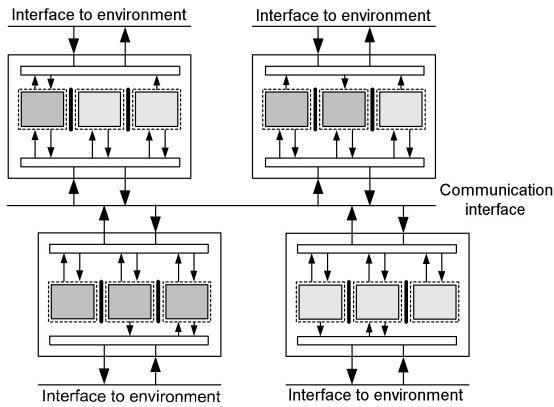 Interface to environment
Interface to environment
Communication
interface
Interface to environment
Interface to environment